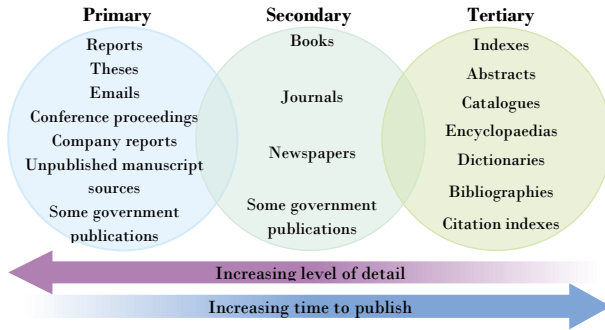 Primary
Reports
Theses
Emails
Conference proceedings
Company reports
Unpublished manuscript
sources
Some government
publications
Secondary
Books
Journals
Newspapers
Some government
publications
Tertiary
Indexes
Abstracts
Catalogues
Encyclopaedias
Dictionaries
Bibliographies
Citation indexes
Increasing level of detail
Increasing time to publish